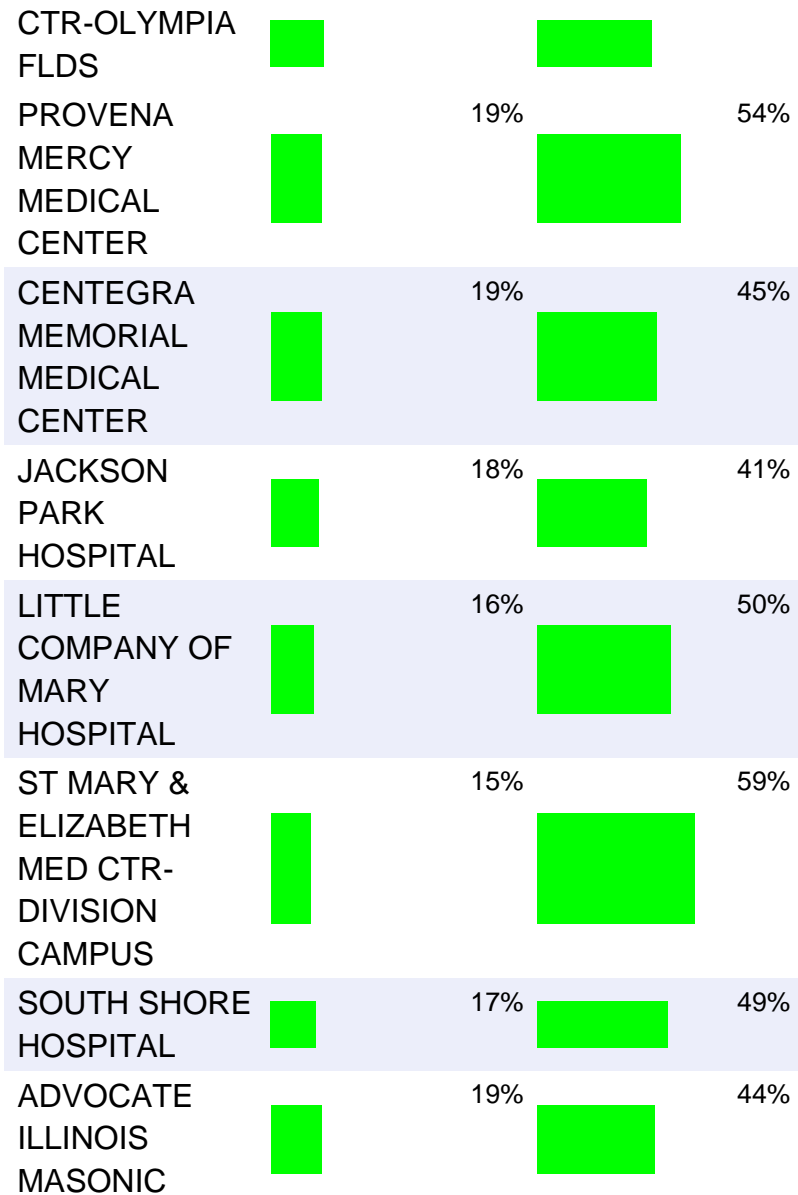 CTR-OLYMPIA
FLDS
PROVENA 19% 54%
MERCY
MEDICAL
CENTER
CENTEGRA 19% 45%
MEMORIAL
MEDICAL
CENTER
JACKSON 18% 41%
PARK
HOSPITAL
LITTLE 16% 50%
COMPANY OF
MARY
HOSPITAL
ST MARY & 15% 59%
ELIZABETH
MED CTR-
DIVISION
CAMPUS
SOUTH SHORE 17% 49%
HOSPITAL
ADVOCATE 19% 44%
ILLINOIS
MASONIC